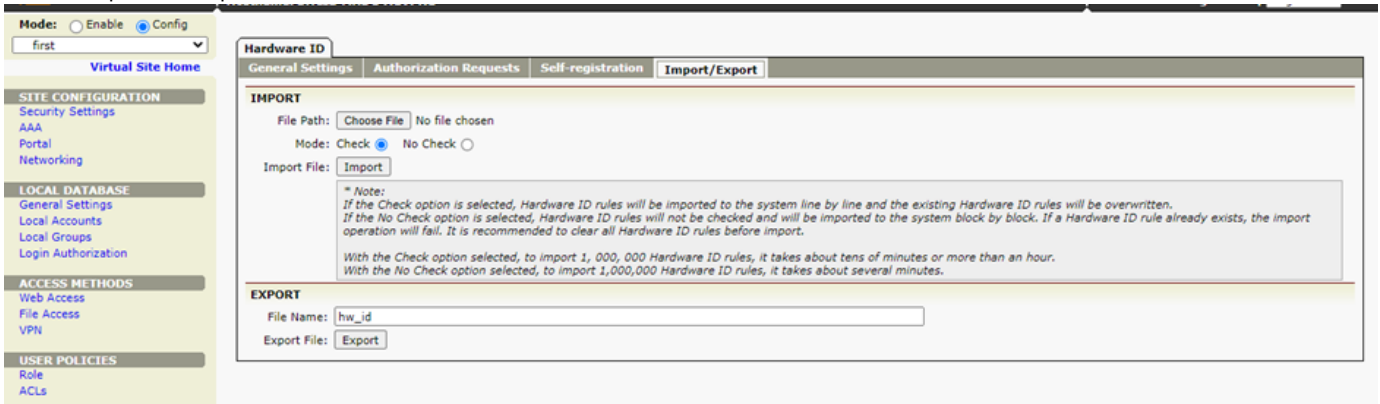 Mode: Enable Config
first
Virtual Site Home
SITE CONFIGURATION
Security Settings
AAA
Portal
Networking
LOCAL DATABASE
General Settings
Local Accounts
Local Groups
Login Authorization
ACCESS METHODS
Web Access
File Access
VPN
USER POLICIES
Role
ACLs
Hardware ID
General Settings Authorization Requests Self-registration Import/Export
IMPORT
File Path: Choose File No file chosen
Mode: Check No Check
Import File: Import
* Note:
If the Check option is selected, Hardware ID rules will be imported to the system line by line and the existing Hardware ID rules will be overwritten.
If the No Check option is selected, Hardware ID rules will not be checked and will be imported to the system block by block. If a Hardware ID rule already exists, the import
operation will fail. It is recommended to clear all Hardware ID rules before import.
With the Check option selected, to import 1, 000, 000 Hardware ID rules, it takes about tens of minutes or more than an hour.
With the No Check option selected, to import 1,000,000 Hardware ID rules, it takes about several minutes.
EXPORT
File Name: hw_id
Export File: Export